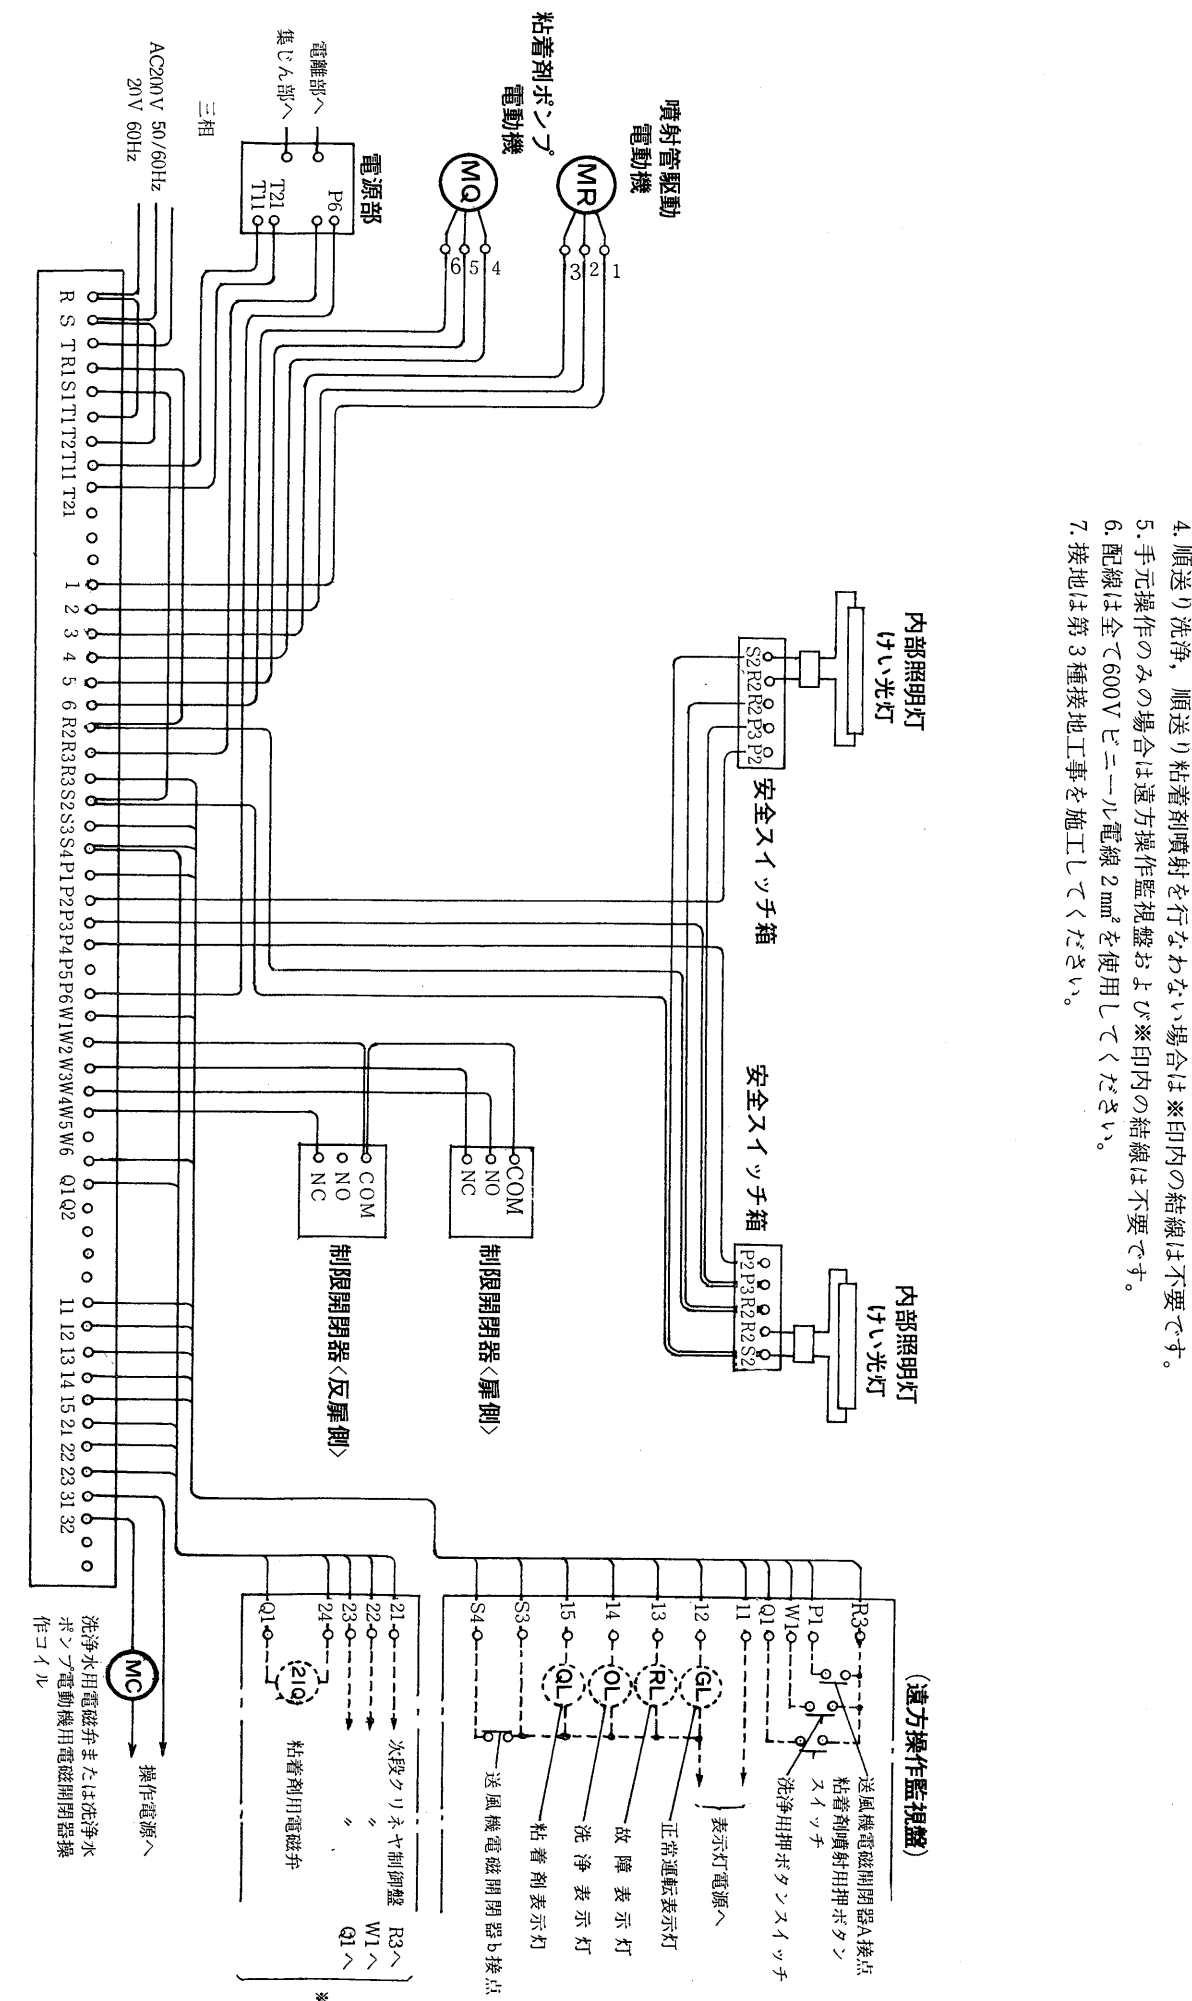 4. 順送り洗浄，順送り粘着剤噴射を行なわない場合は※印内の結線は不要です。
5. 手元操作のみの場合は遠方操作監視盤および※印内の結線は不要です。
6. 配線は全て600Vビニール電線2mm²を使用してください。
7. 接地は第3種接地工事を施工してください。
内部照明灯
けい光灯
S2 R2 R2 P3 P2
安全スイッチ箱
内部照明灯
けい光灯
安全スイッチ箱
P2 P3 R2 R2 S2
噴射管駆動
電動機
MR
1
2
3
粘着剤ポンプ
電動機
MQ
4
5
6
電源部
電離部へ
集じん部へ
P6
T21
T11
三相
AC200V 50/60Hz
20V 60Hz
COM
NO
NC
制限開閉器〈扉側〉
COM
NO
NC
制限開閉器〈反扉側〉
R S T R1 S1 T1 T2 T11 T21 1 2 3 4 5 6 R2 R3 R3 S2 S3 S4 P1 P2 P3 P4 P5 P6 W1 W2 W3 W4 W5 W6 Q1 Q2 11 12 13 14 15 21 22 23 31 32
(遠方操作監視盤)
R3
P1
W1
Q1
11
12
13
14
15
S3
S4
GL
RL
OL
QL
送風機電磁開閉器A接点
粘着剤噴射用押ボタン
スイッチ
洗浄用押ボタンスイッチ
表示灯電源へ
正常運転表示灯
故障表示灯
洗浄表示灯
粘着剤表示灯
送風機電磁開閉器b接点
21
22
23
24
Q1
21Q
次段クリネヤ制御盤 R3へ
〃 W1へ
〃 Q1へ
粘着剤用電磁弁
※
操作電源へ
MC
洗浄水用電磁弁または洗浄水
ポンプ電動機用電磁開閉器操
作コイル